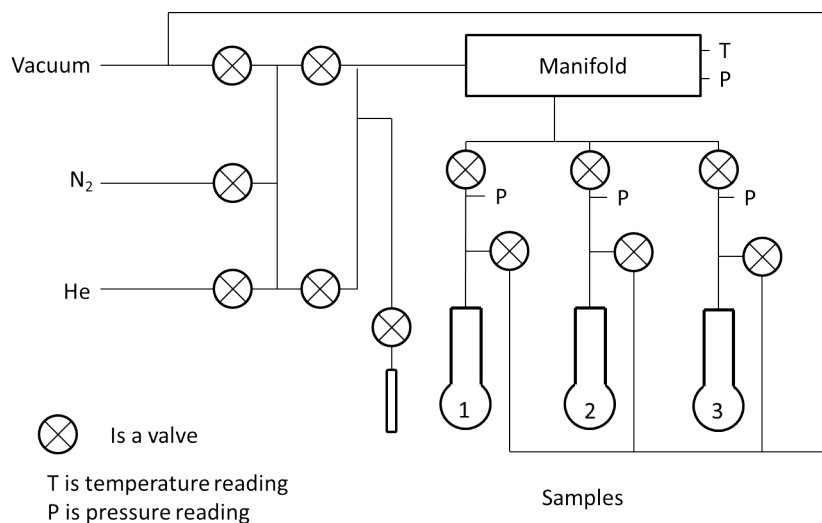 Vacuum
Manifold
T
P
N₂
P
P
P
He
1
2
3
Is a valve
T is temperature reading
P is pressure reading
Samples